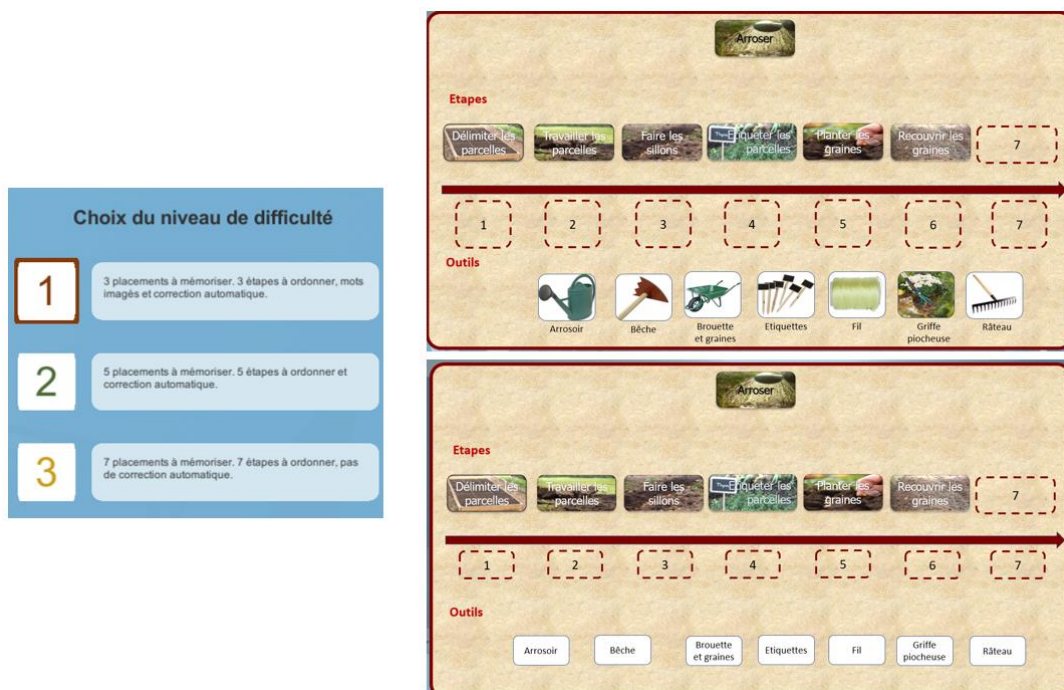 Choix du niveau de difficulté
1
3 placements à mémoriser. 3 étapes à ordonner, mots
imagés et correction automatique.
2
5 placements à mémoriser. 5 étapes à ordonner et
correction automatique.
3
7 placements à mémoriser. 7 étapes à ordonner, pas
de correction automatique.
Arroser
Etapes
Délimiter les
parcelles
Travailler les
parcelles
Faire les
sillons
Etiqueter les
parcelles
Planter les
graines
Recouvrir les
graines
7
1 2 3 4 5 6 7
Outils
Arrosoir
Bêche
Brouette
et graines
Etiquettes
Fil
Griffe
piocheuse
Râteau
Arroser
Etapes
Délimiter les
parcelles
Travailler les
parcelles
Faire les
sillons
Etiqueter les
parcelles
Planter les
graines
Recouvrir les
graines
7
1 2 3 4 5 6 7
Outils
Arrosoir
Bêche
Brouette
et graines
Etiquettes
Fil
Griffe
piocheuse
Râteau